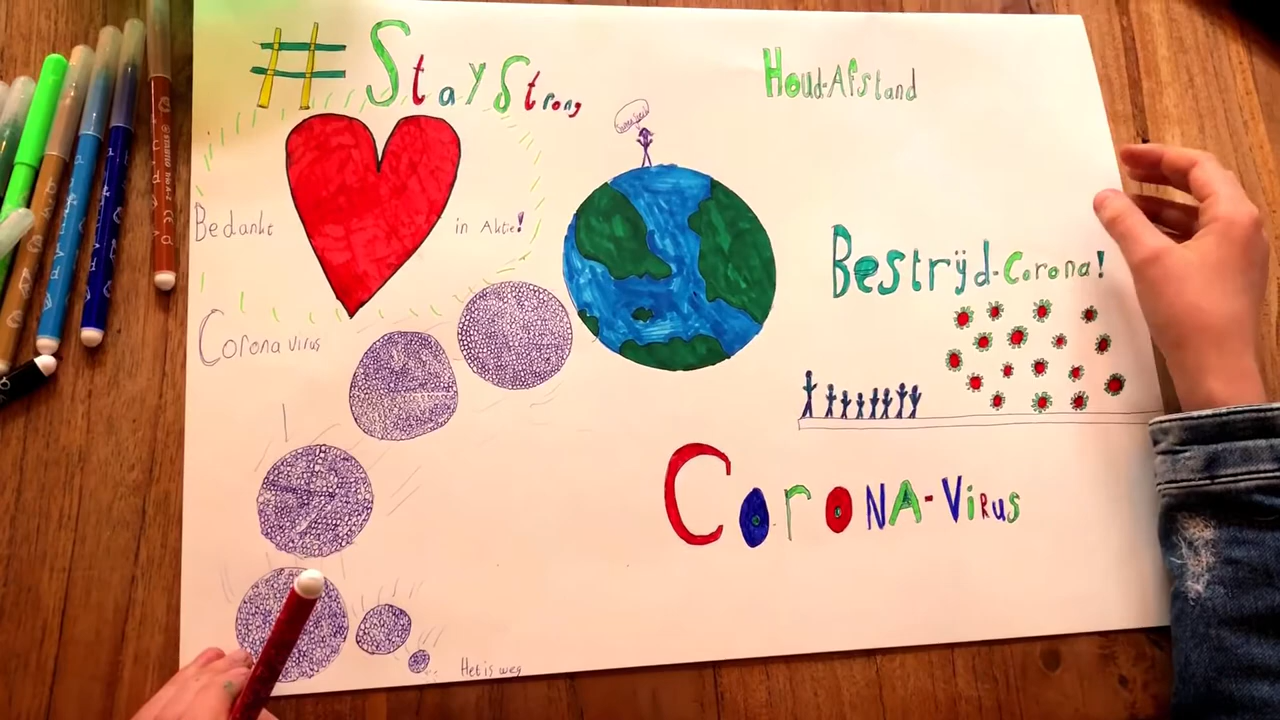 #StayStrong
Houd-Afstand
Bedankt in Aktie!
Bestrijd-Corona!
Corona virus
CoroNA-VirUS
Het is weg